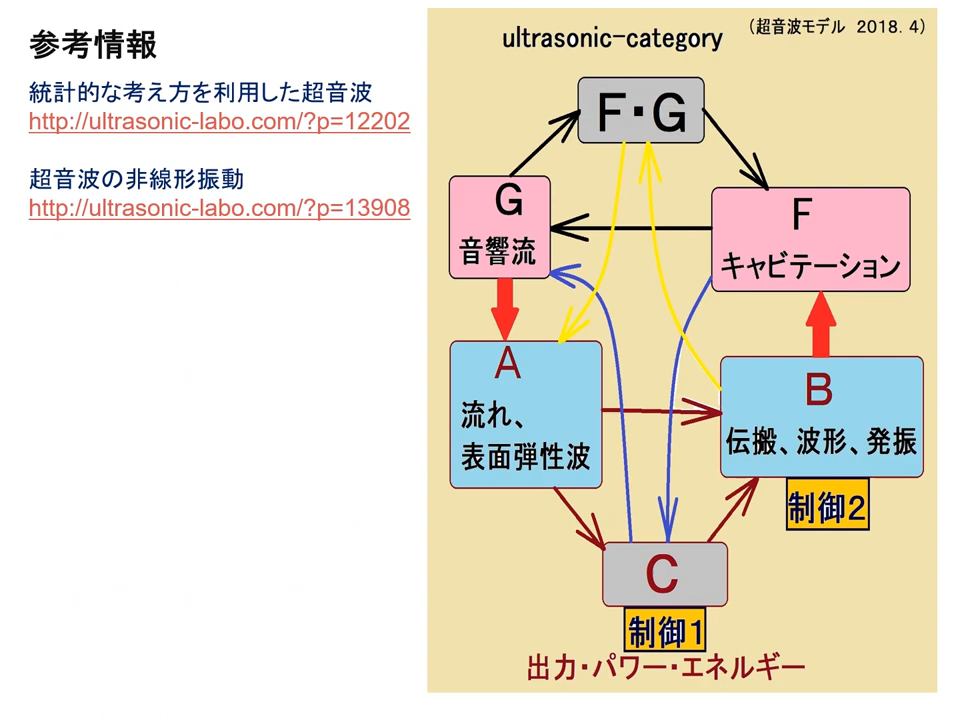 参考情報
統計的な考え方を利用した超音波
http://ultrasonic-labo.com/?p=12202
超音波の非線形振動
http://ultrasonic-labo.com/?p=13908
ultrasonic-category
(超音波モデル 2018.4)
F・G
G
音響流
F
キャビテーション
A
流れ、
表面弾性波
B
伝搬、波形、発振
制御2
C
制御1
出力・パワー・エネルギー